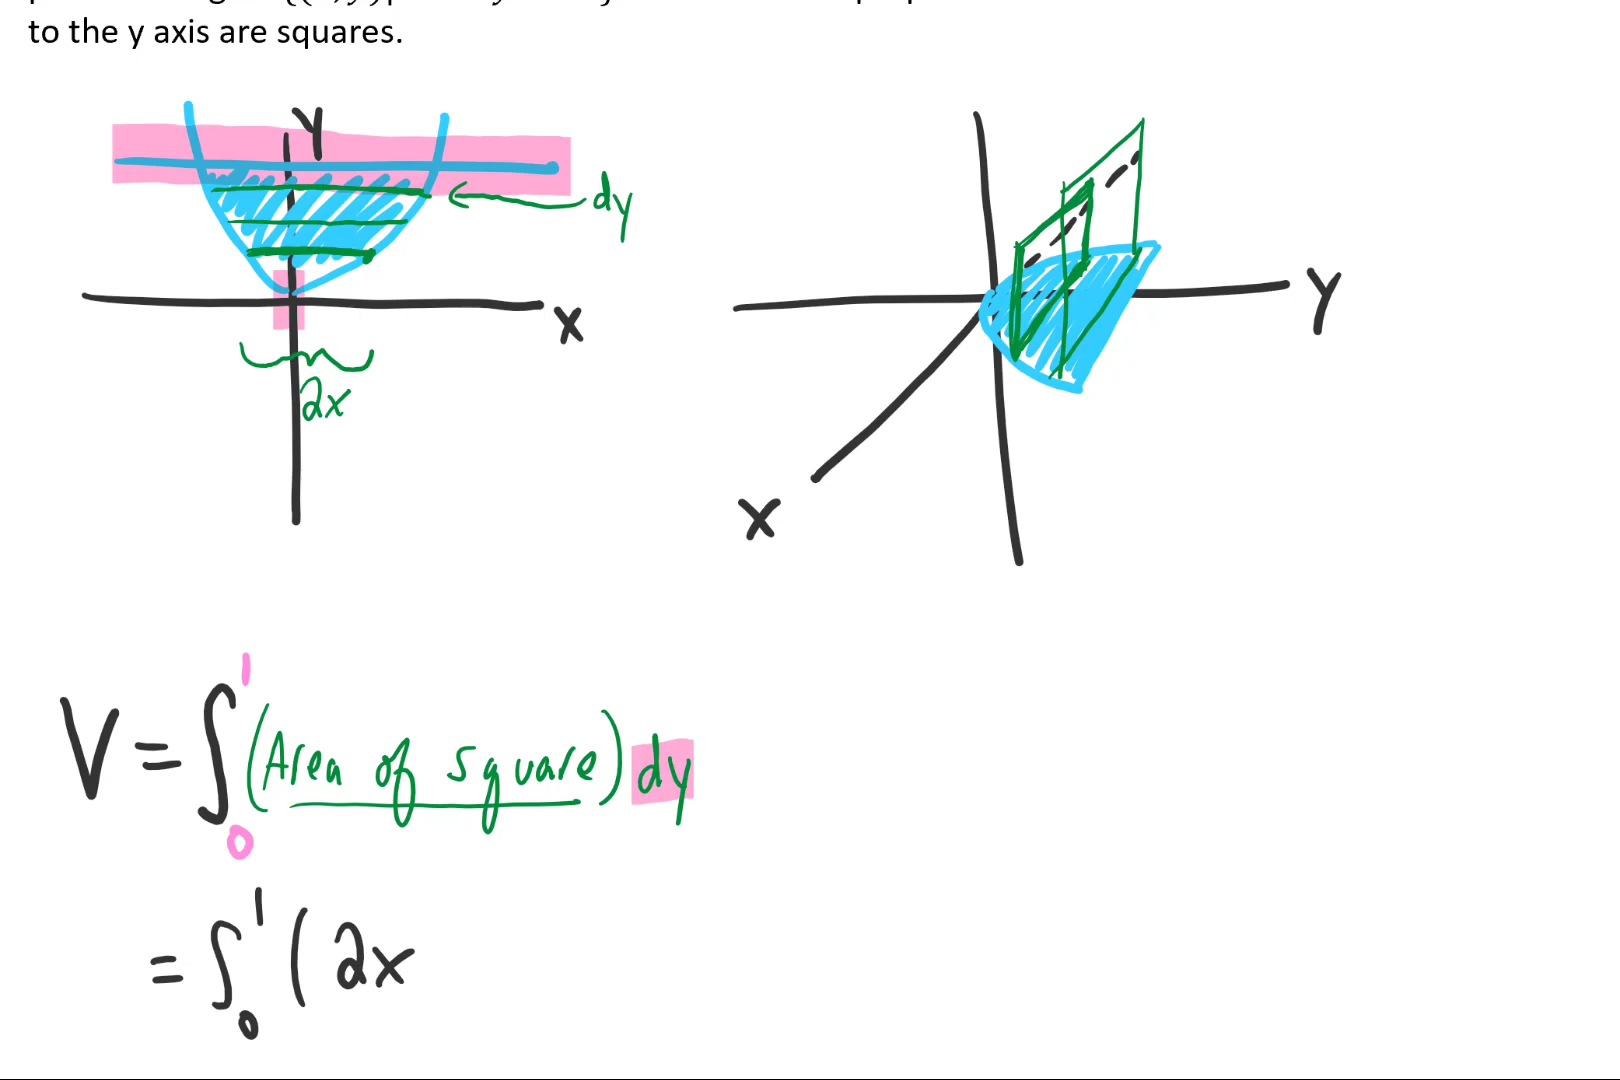 to the y axis are squares.
Y
dy
X
2x
Y
X
V = ∫₀¹ (Area of square) dy
= ∫₀¹ (2x